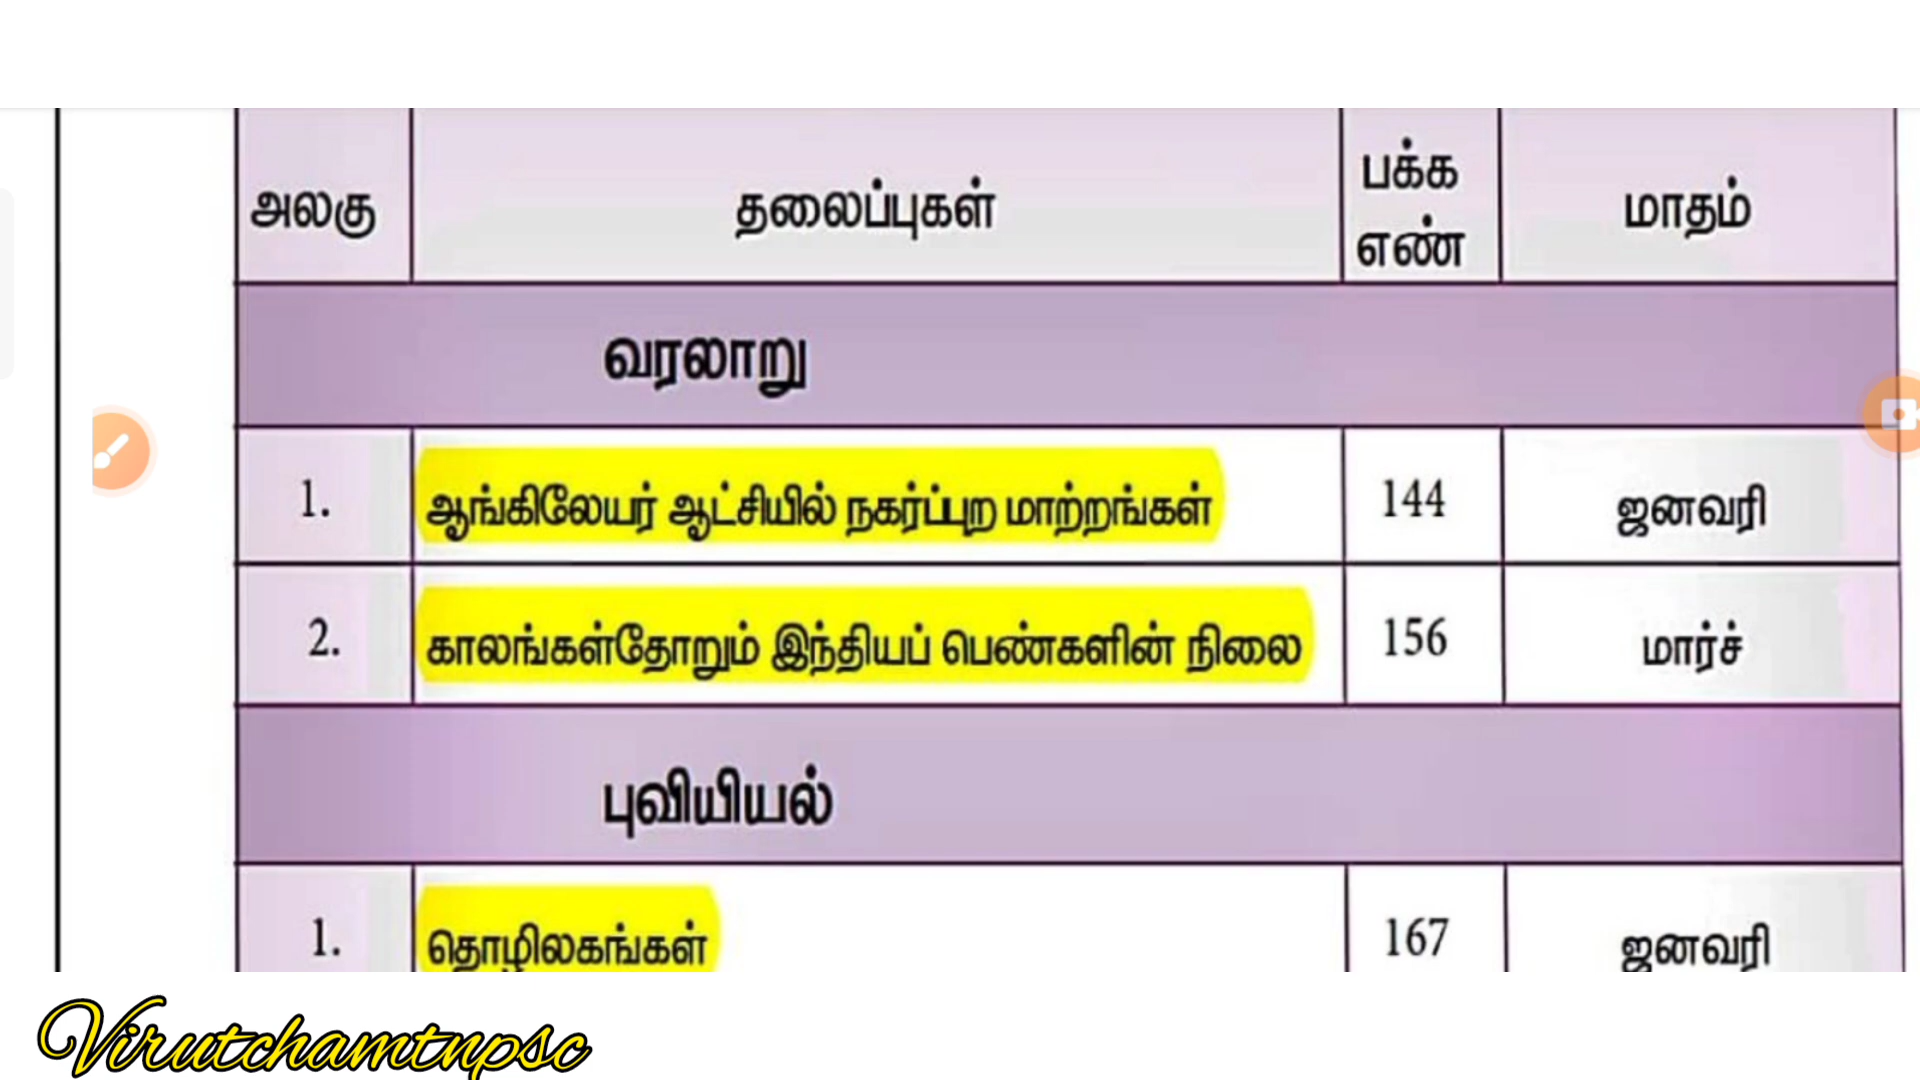 அலகு தலைப்புகள் பக்க எண் மாதம்
வரலாறு
1. ஆங்கிலேயர் ஆட்சியில் நகர்ப்புற மாற்றங்கள் 144 ஜனவரி
2. காலங்கள்தோறும் இந்தியப் பெண்களின் நிலை 156 மார்ச்
புவியியல்
1. தொழிலகங்கள் 167 ஜனவரி
Virutchamtnpsc